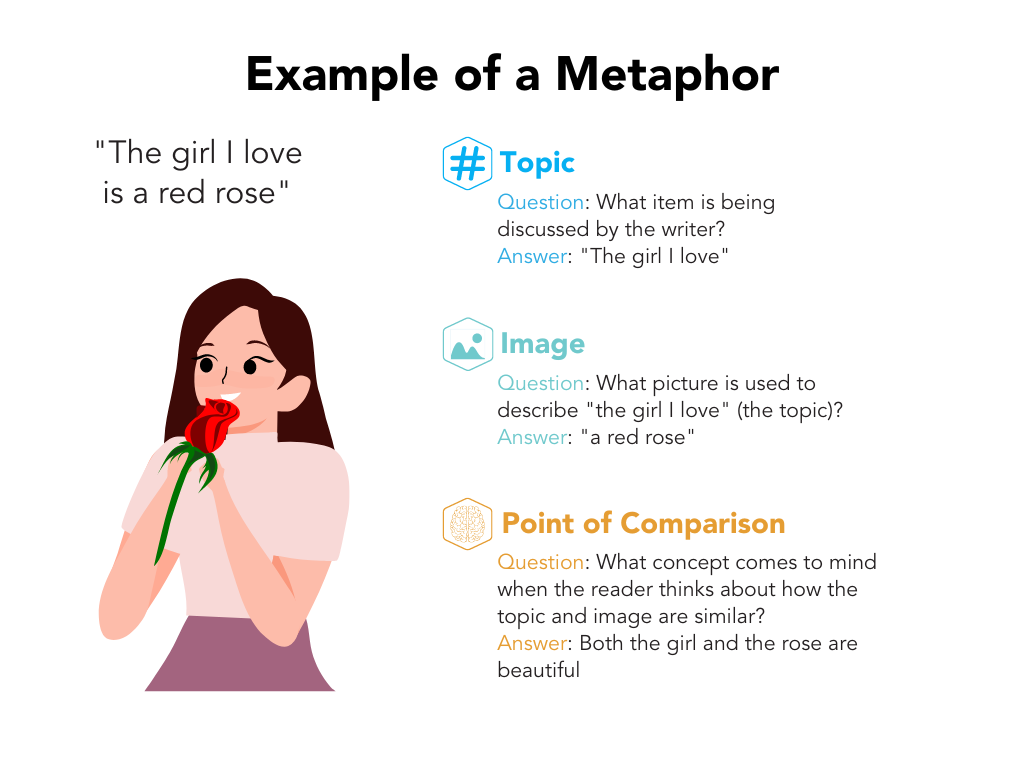 Example of a Metaphor
"The girl I love
is a red rose"
# Topic
Question: What item is being
discussed by the writer?
Answer: "The girl I love"
Image
Question: What picture is used to
describe "the girl I love" (the topic)?
Answer: "a red rose"
Point of Comparison
Question: What concept comes to mind
when the reader thinks about how the
topic and image are similar?
Answer: Both the girl and the rose are
beautiful